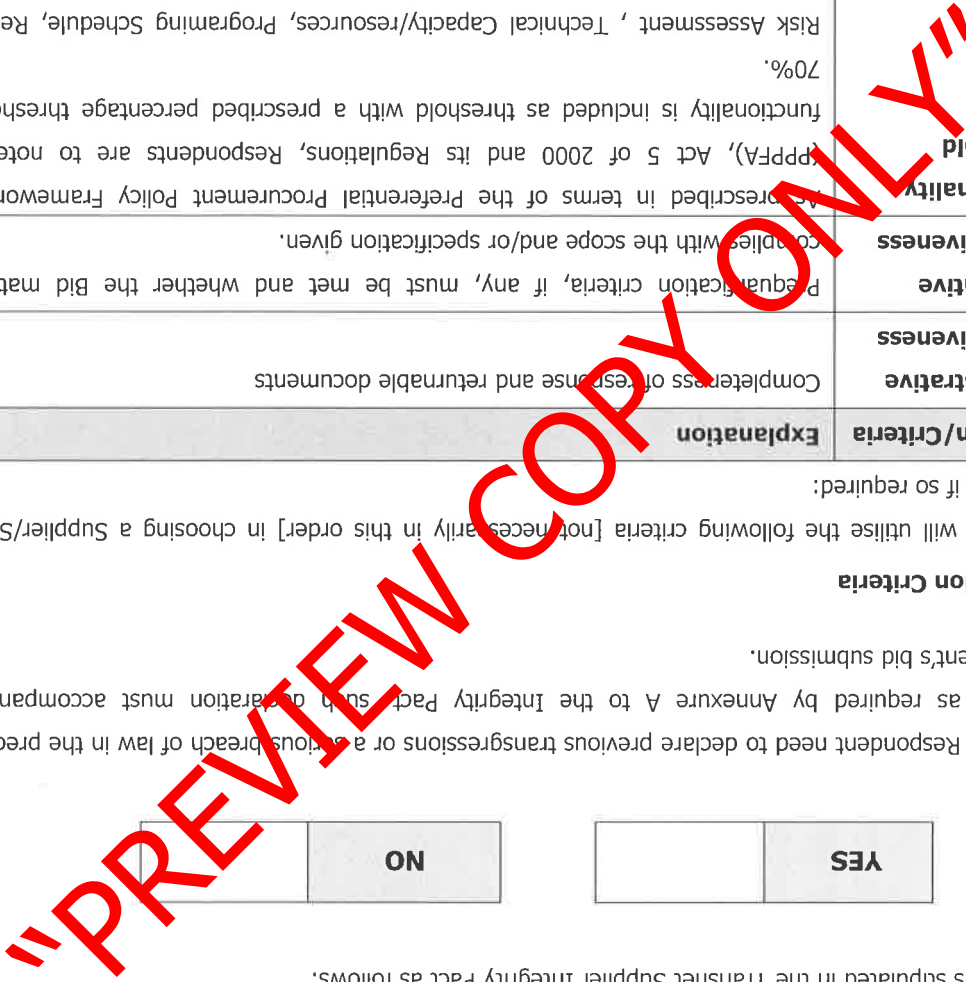 s stipulated in the Transnet Supplier Integrity Pact as follows.
YES NO
Respondent need to declare previous transgressions or a serious breach of law in the prec
as required by Annexure A to the Integrity Pact such declaration must accompan
ent's bid submission.
on Criteria
will utilise the following criteria [not necessarily in this order] in choosing a Supplier/S
if so required:
n/Criteria Explanation
strative Completeness of response and returnable documents
iveness
tive Prequalification criteria, if any, must be met and whether the Bid mat
iveness complies with the scope and/or specification given.
nality As prescribed in terms of the Preferential Procurement Policy Framewor
ld (PPPFA), Act 5 of 2000 and its Regulations, Respondents are to note
functionality is included as threshold with a prescribed percentage thresho
70%.
Risk Assessment , Technical Capacity/resources, Programing Schedule, Re
"PREVIEW COPY ONLY"